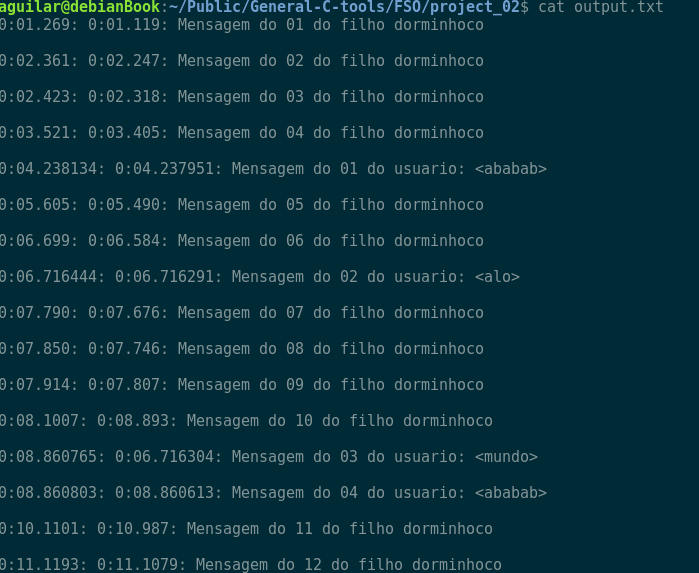 aguilar@debianBook:~/Public/General-C-tools/FSO/project_02$ cat output.txt
0:01.269: 0:01.119: Mensagem do 01 do filho dorminhoco
0:02.361: 0:02.247: Mensagem do 02 do filho dorminhoco
0:02.423: 0:02.318: Mensagem do 03 do filho dorminhoco
0:03.521: 0:03.405: Mensagem do 04 do filho dorminhoco
0:04.238134: 0:04.237951: Mensagem do 01 do usuario: <ababab>
0:05.605: 0:05.490: Mensagem do 05 do filho dorminhoco
0:06.699: 0:06.584: Mensagem do 06 do filho dorminhoco
0:06.716444: 0:06.716291: Mensagem do 02 do usuario: <alo>
0:07.790: 0:07.676: Mensagem do 07 do filho dorminhoco
0:07.850: 0:07.746: Mensagem do 08 do filho dorminhoco
0:07.914: 0:07.807: Mensagem do 09 do filho dorminhoco
0:08.1007: 0:08.893: Mensagem do 10 do filho dorminhoco
0:08.860765: 0:06.716304: Mensagem do 03 do usuario: <mundo>
0:08.860803: 0:08.860613: Mensagem do 04 do usuario: <ababab>
0:10.1101: 0:10.987: Mensagem do 11 do filho dorminhoco
0:11.1193: 0:11.1079: Mensagem do 12 do filho dorminhoco